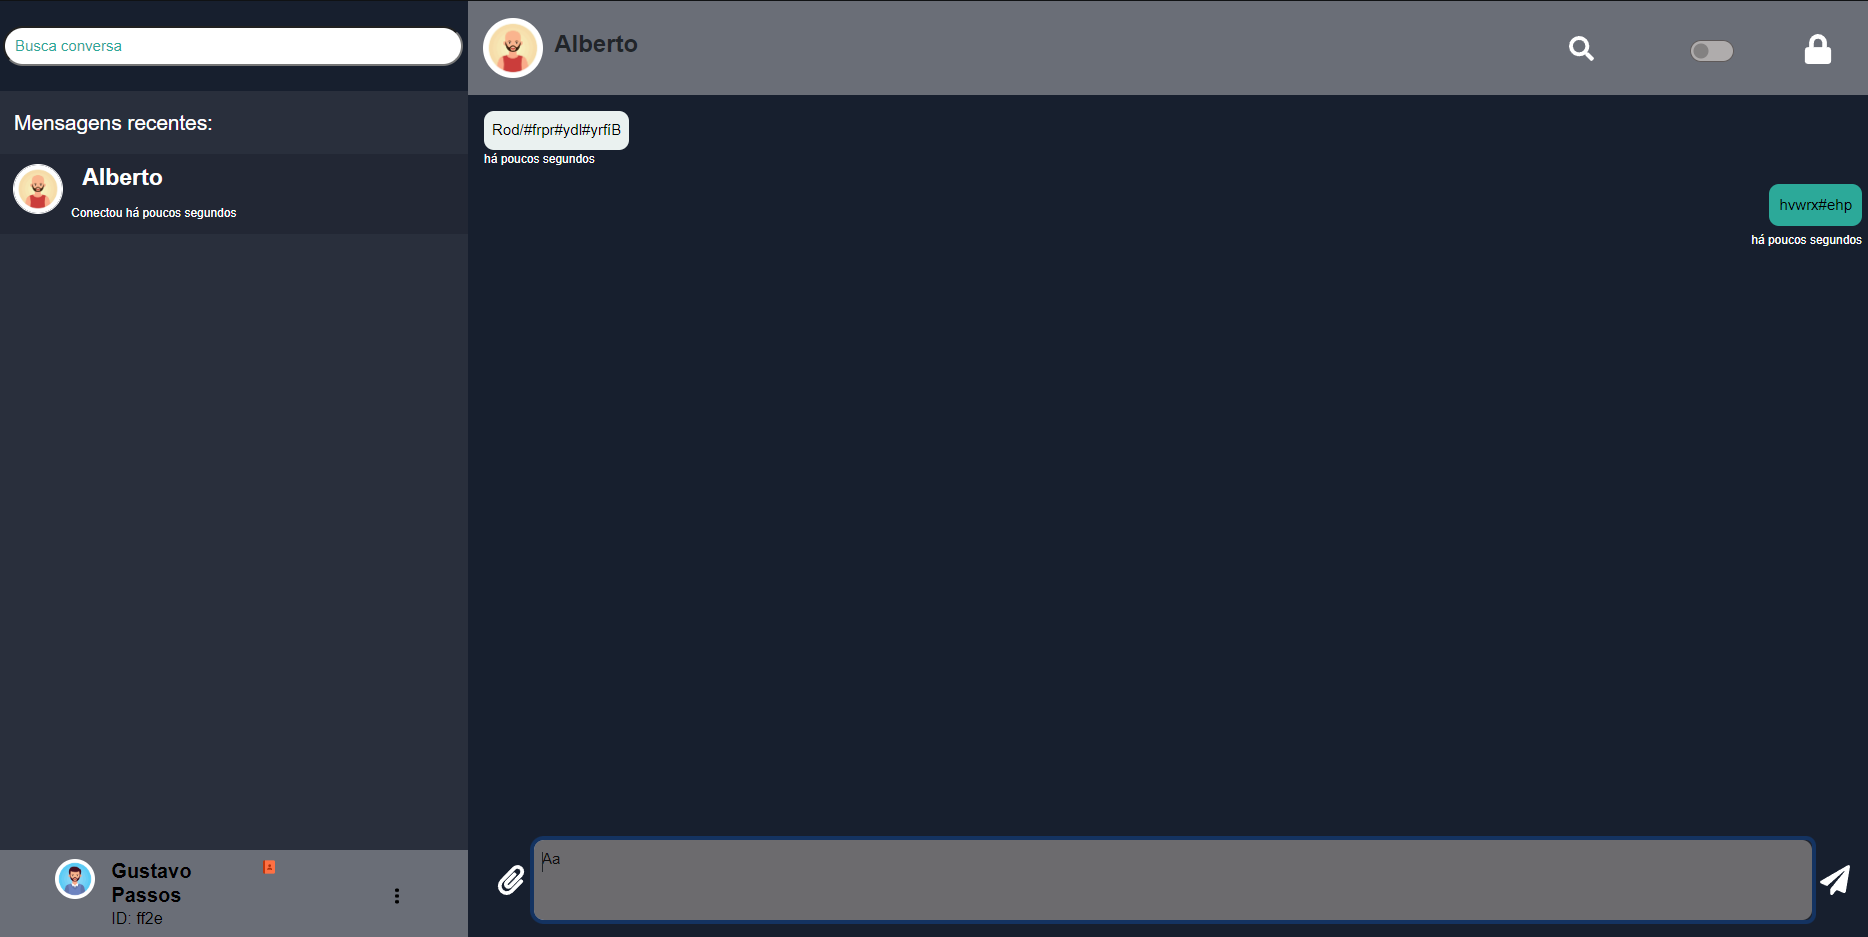 Busca conversa
Mensagens recentes:
Alberto
Conectou há poucos segundos
Gustavo
Passos
ID: ff2e
Alberto
Rod/#frpr#ydl#yrfíB
há poucos segundos
hvwrx#ehp
há poucos segundos
Aa